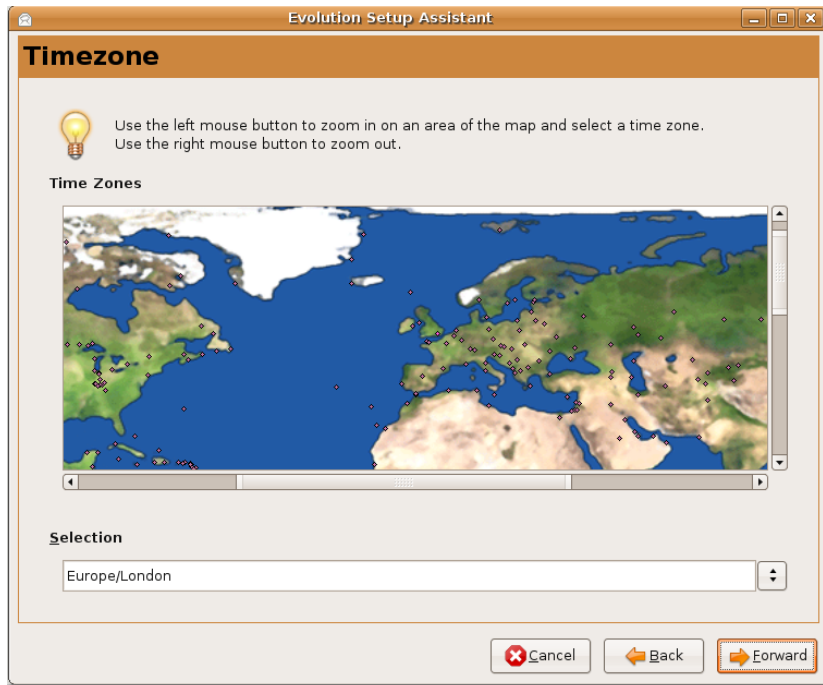 Evolution Setup Assistant
Timezone
Use the left mouse button to zoom in on an area of the map and select a time zone.
Use the right mouse button to zoom out.
Time Zones
Selection
Europe/London
Cancel
Back
Forward